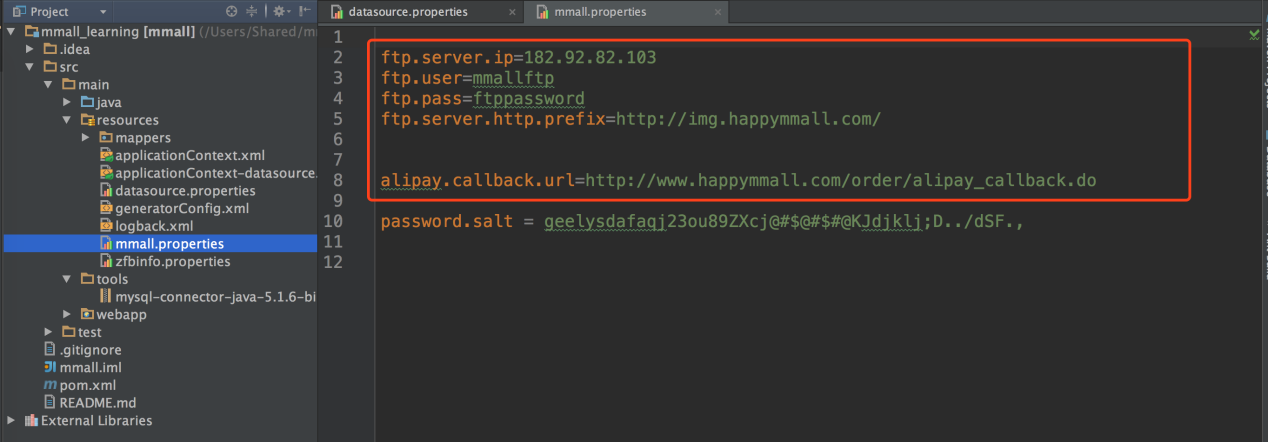 Project
datasource.properties
mmall.properties
mmall_learning [mmall] (/Users/Shared/
.idea
src
main
java
resources
mappers
applicationContext.xml
applicationContext-datasource.
datasource.properties
generatorConfig.xml
logback.xml
mmall.properties
zfbinfo.properties
tools
mysql-connector-java-5.1.6-bi
webapp
test
.gitignore
mmall.iml
pom.xml
README.md
External Libraries
1
2 ftp.server.ip=182.92.82.103
3 ftp.user=mmallftp
4 ftp.pass=ftppassword
5 ftp.server.http.prefix=http://img.happymmall.com/
6
7
8 alipay.callback.url=http://www.happymmall.com/order/alipay_callback.do
9
10 password.salt = geelysdafaqj23ou89ZXcj@#$@#$#@KJdjklj;D../dSF.,
11
12